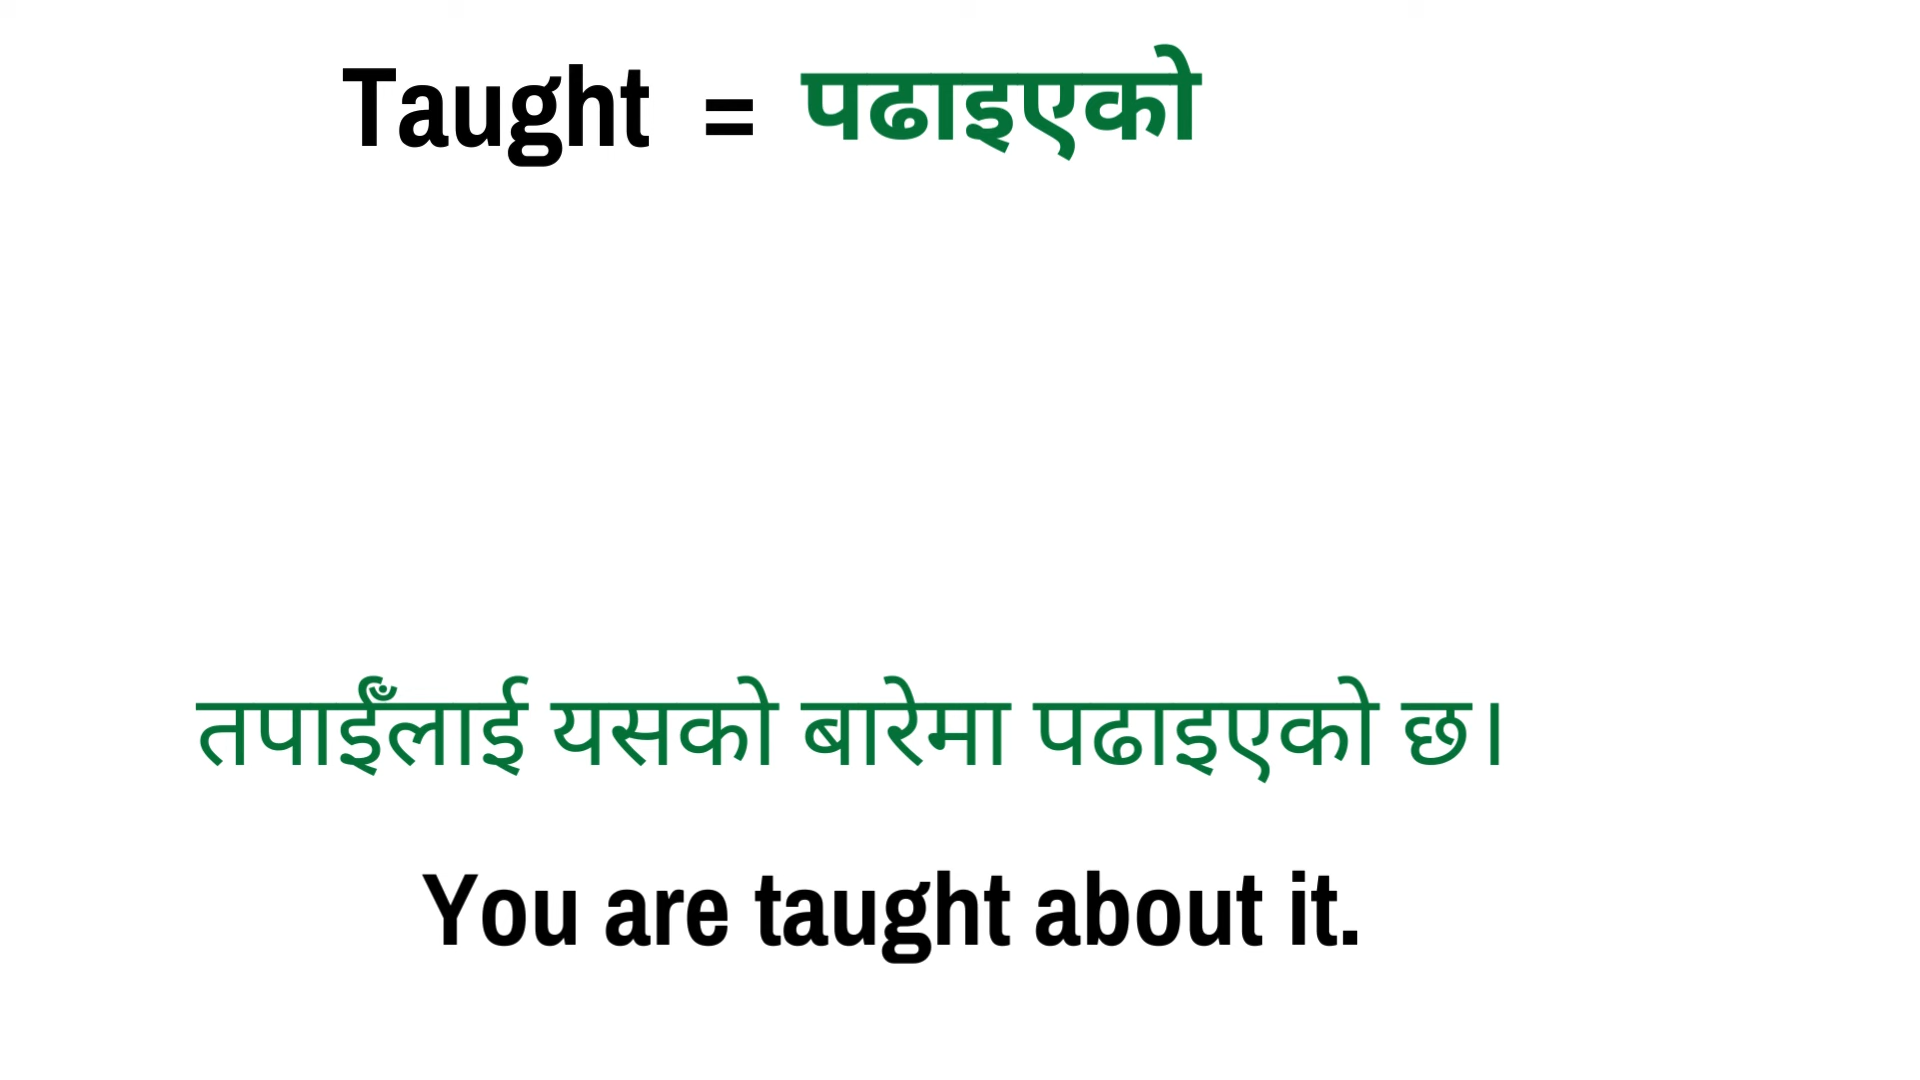 Taught = पढाइएको
तपाईँलाई यसको बारेमा पढाइएको छ।
You are taught about it.